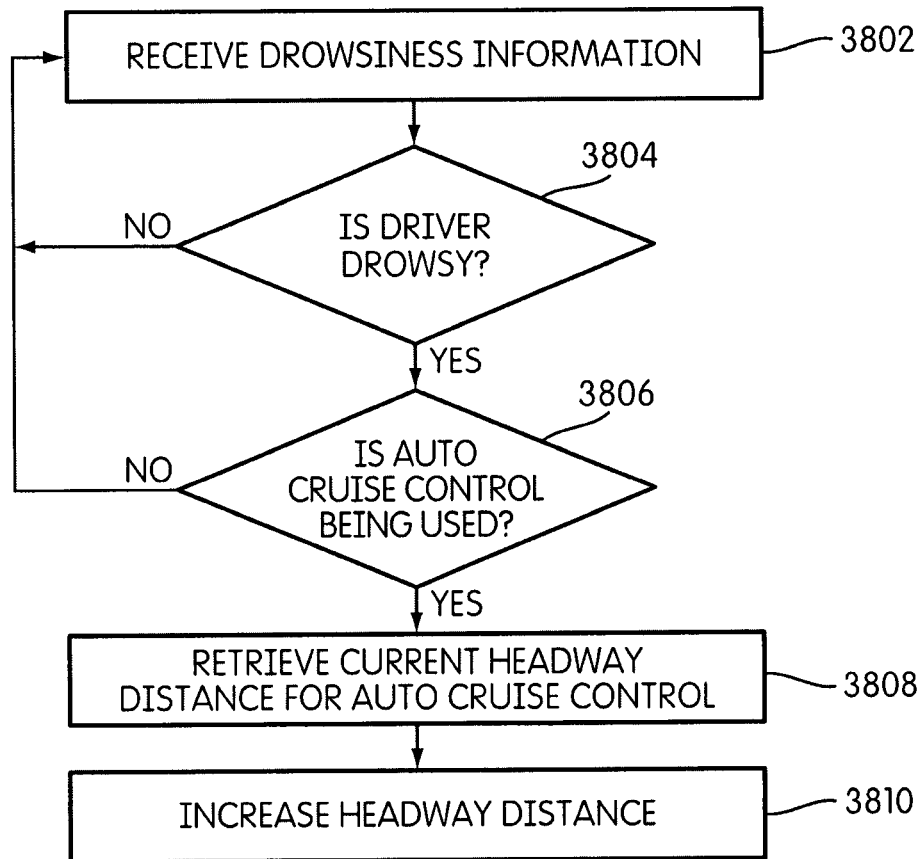 RECEIVE DROWSINESS INFORMATION
3802
3804
IS DRIVER
DROWSY?
NO
YES
3806
IS AUTO
CRUISE CONTROL
BEING USED?
NO
YES
RETRIEVE CURRENT HEADWAY
DISTANCE FOR AUTO CRUISE CONTROL
3808
INCREASE HEADWAY DISTANCE
3810